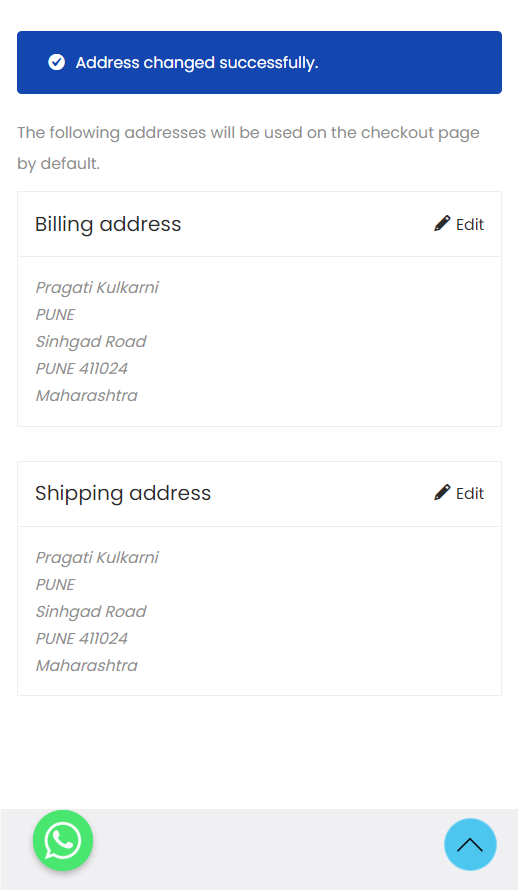 Address changed successfully.
The following addresses will be used on the checkout page
by default.
Billing address
Edit
Pragati Kulkarni
PUNE
Sinhgad Road
PUNE 411024
Maharashtra
Shipping address
Edit
Pragati Kulkarni
PUNE
Sinhgad Road
PUNE 411024
Maharashtra